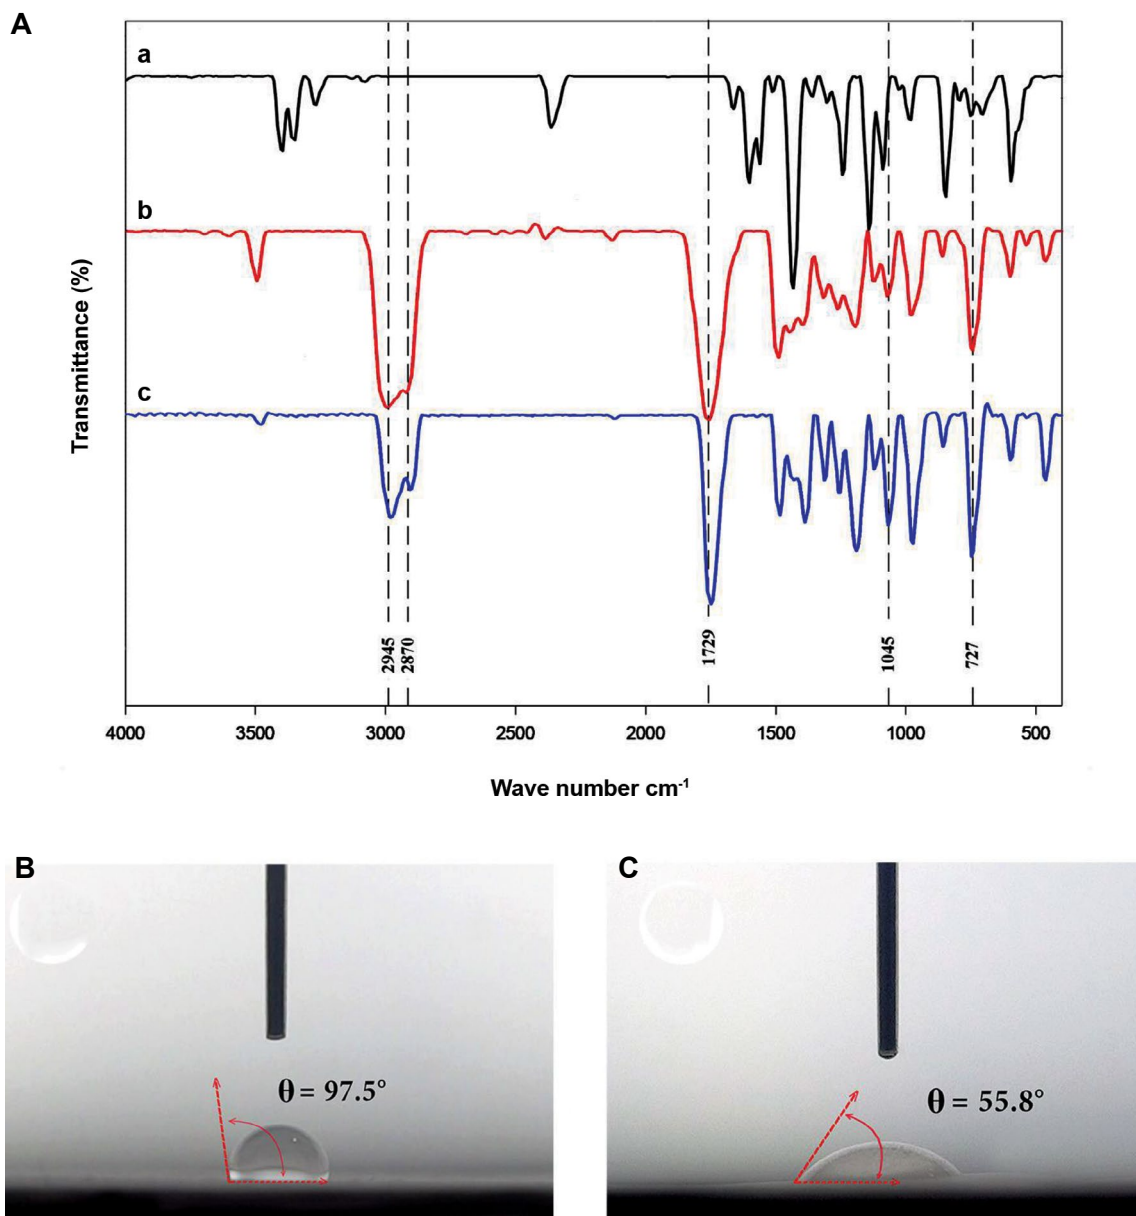 A
a
b
c
Transmittance (%)
2945
2870
1729
1045
727
4000 3500 3000 2500 2000 1500 1000 500
Wave number cm-1
B
θ = 97.5°
C
θ = 55.8°